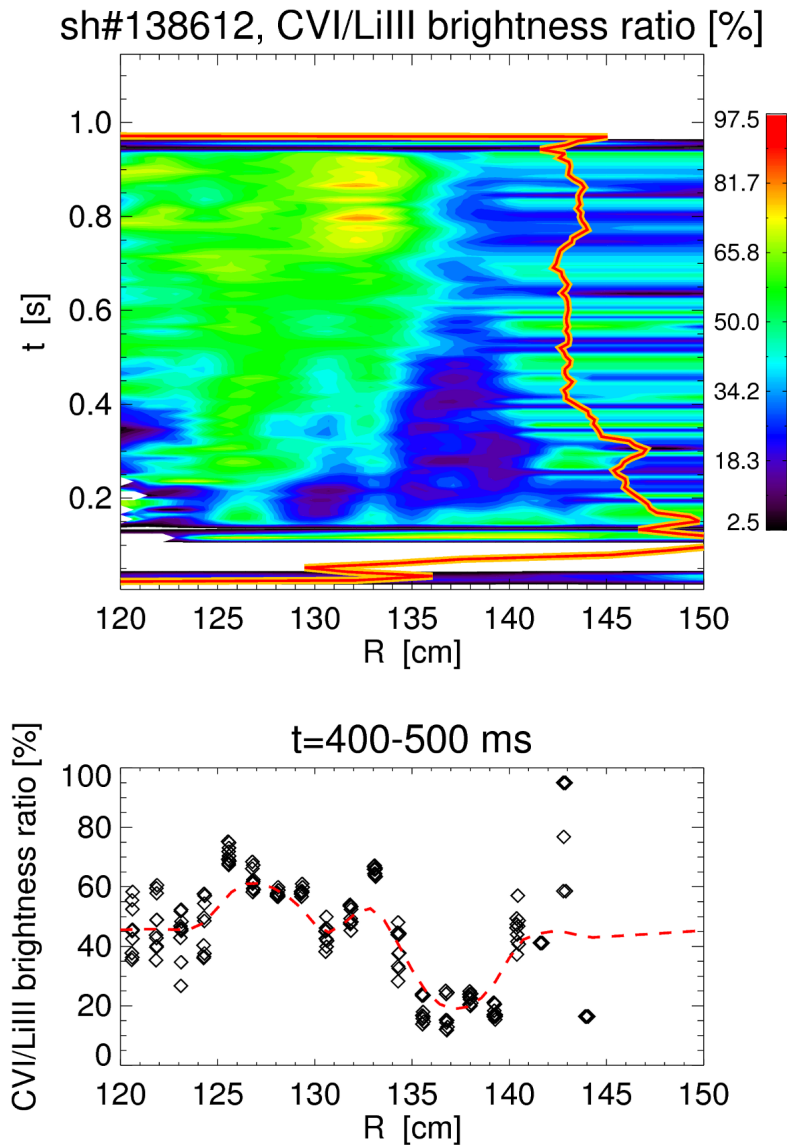 sh#138612, CVI/LiIII brightness ratio [%]
1.0
0.8
0.6
0.4
0.2
t [s]
97.5
81.7
65.8
50.0
34.2
18.3
2.5
120 125 130 135 140 145 150
R [cm]
t=400-500 ms
CVI/LiIII brightness ratio [%]
100
80
60
40
20
0
120 125 130 135 140 145 150
R [cm]